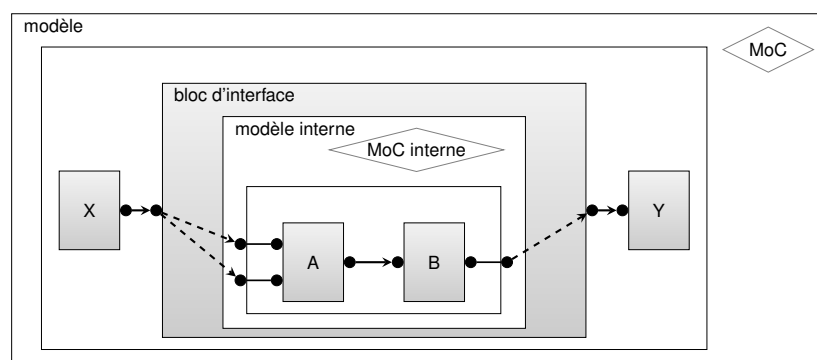 modèle
MoC
bloc d'interface
modèle interne
MoC interne
X
A
B
Y